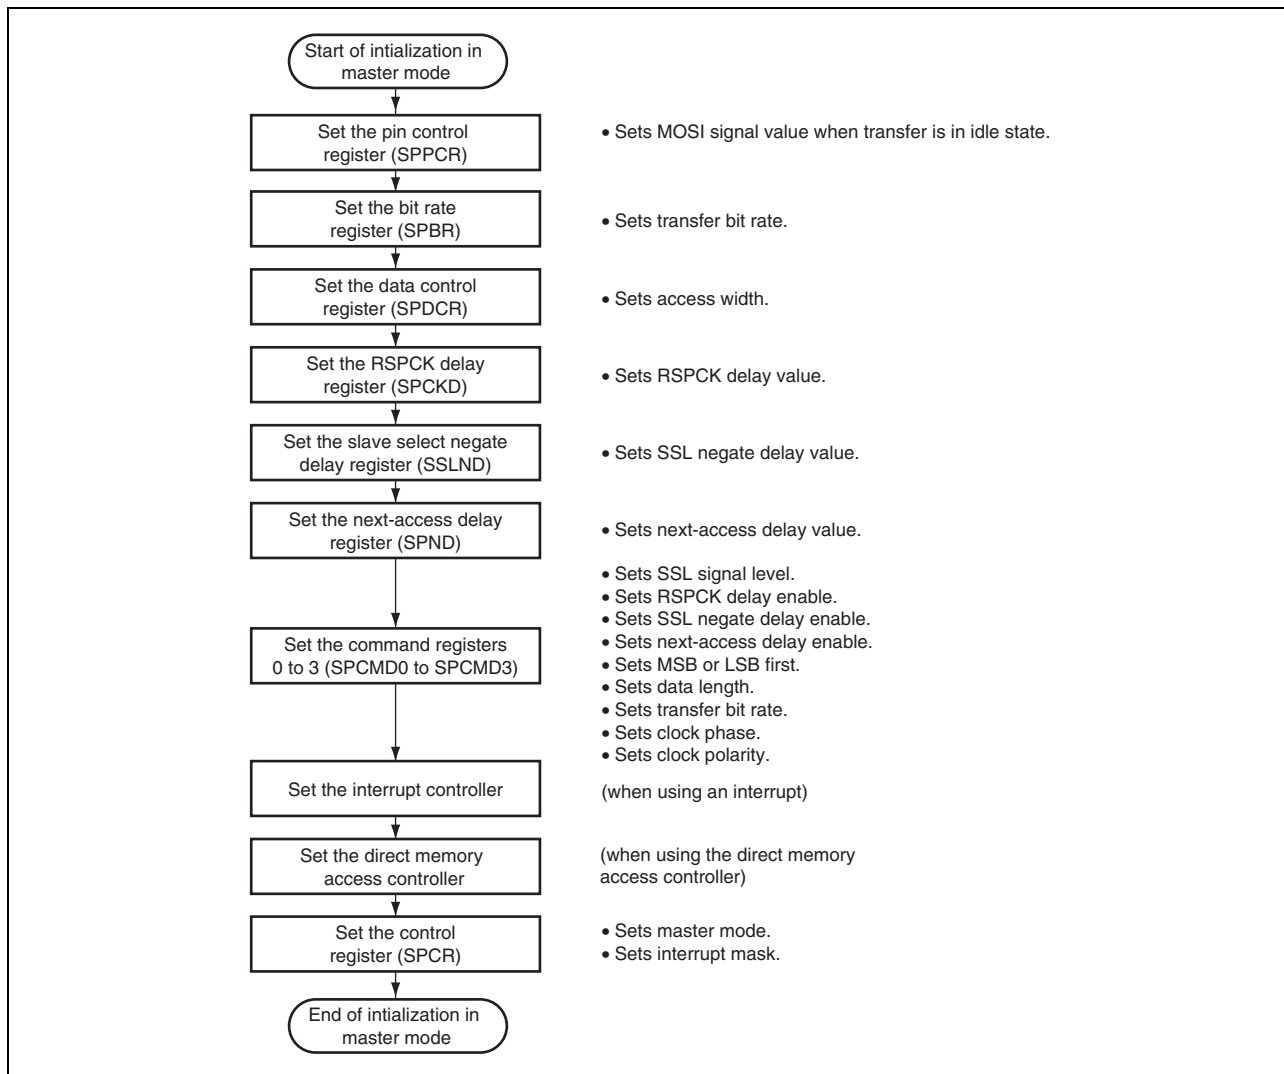 Start of intialization in
master mode
Set the pin control
register (SPPCR)
• Sets MOSI signal value when transfer is in idle state.
Set the bit rate
register (SPBR)
• Sets transfer bit rate.
Set the data control
register (SPDCR)
• Sets access width.
Set the RSPCK delay
register (SPCKD)
• Sets RSPCK delay value.
Set the slave select negate
delay register (SSLND)
• Sets SSL negate delay value.
Set the next-access delay
register (SPND)
• Sets next-access delay value.
Set the command registers
0 to 3 (SPCMD0 to SPCMD3)
• Sets SSL signal level.
• Sets RSPCK delay enable.
• Sets SSL negate delay enable.
• Sets next-access delay enable.
• Sets MSB or LSB first.
• Sets data length.
• Sets transfer bit rate.
• Sets clock phase.
• Sets clock polarity.
Set the interrupt controller
(when using an interrupt)
Set the direct memory
access controller
(when using the direct memory
access controller)
Set the control
register (SPCR)
• Sets master mode.
• Sets interrupt mask.
End of intialization in
master mode